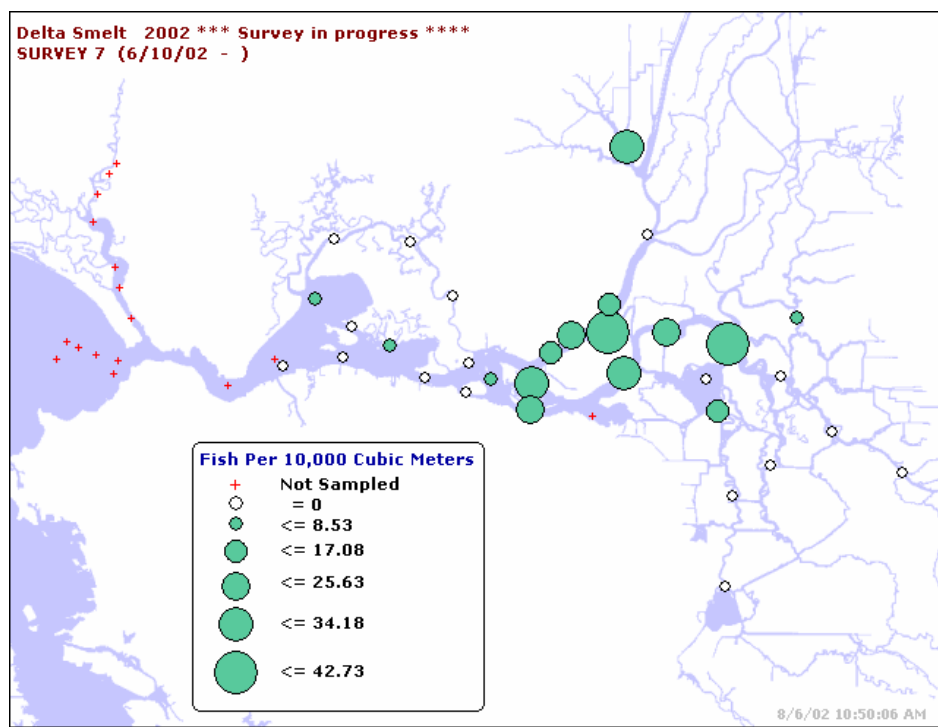 Delta Smelt 2002 *** Survey in progress ****
SURVEY 7 (6/10/02 - )
Fish Per 10,000 Cubic Meters
Not Sampled
= 0
<= 8.53
<= 17.08
<= 25.63
<= 34.18
<= 42.73
8/6/02 10:50:06 AM